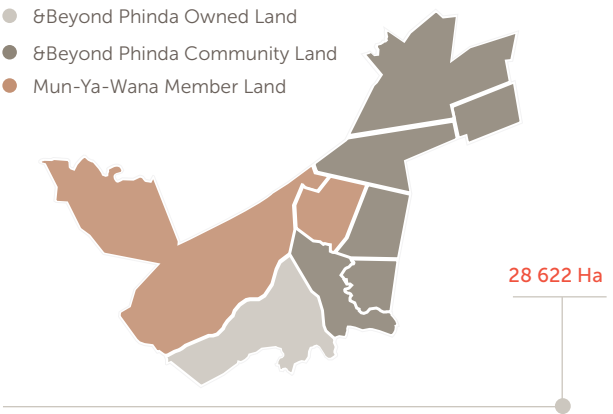 &Beyond Phinda Owned Land
&Beyond Phinda Community Land
Mun-Ya-Wana Member Land
28 622 Ha